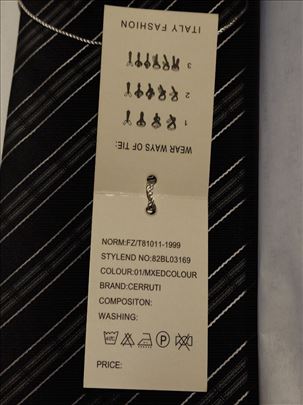 ITALY FASHION
3
2
1
WEAR WAYS OF TIE:
NORM:FZ/T81011-1999
STYLEND NO:82BL03169
COLOUR:01/MXEDCOLOUR
BRAND:CERRUTI
COMPOSITON:
WASHING:
PRICE: